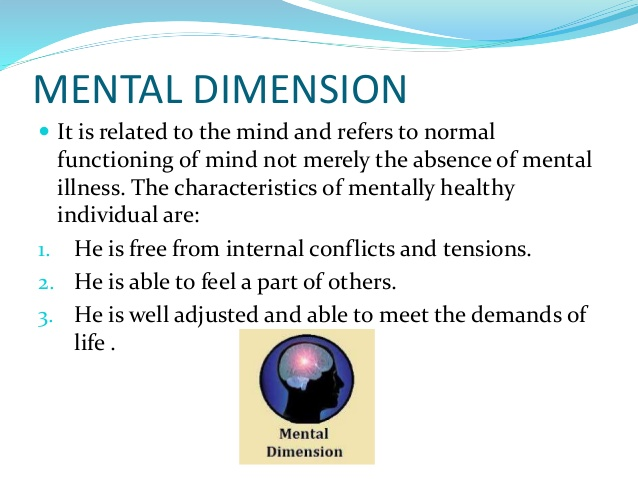 MENTAL DIMENSION
• It is related to the mind and refers to normal
functioning of mind not merely the absence of mental
illness. The characteristics of mentally healthy
individual are:
1. He is free from internal conflicts and tensions.
2. He is able to feel a part of others.
3. He is well adjusted and able to meet the demands of
life .
Mental
Dimension